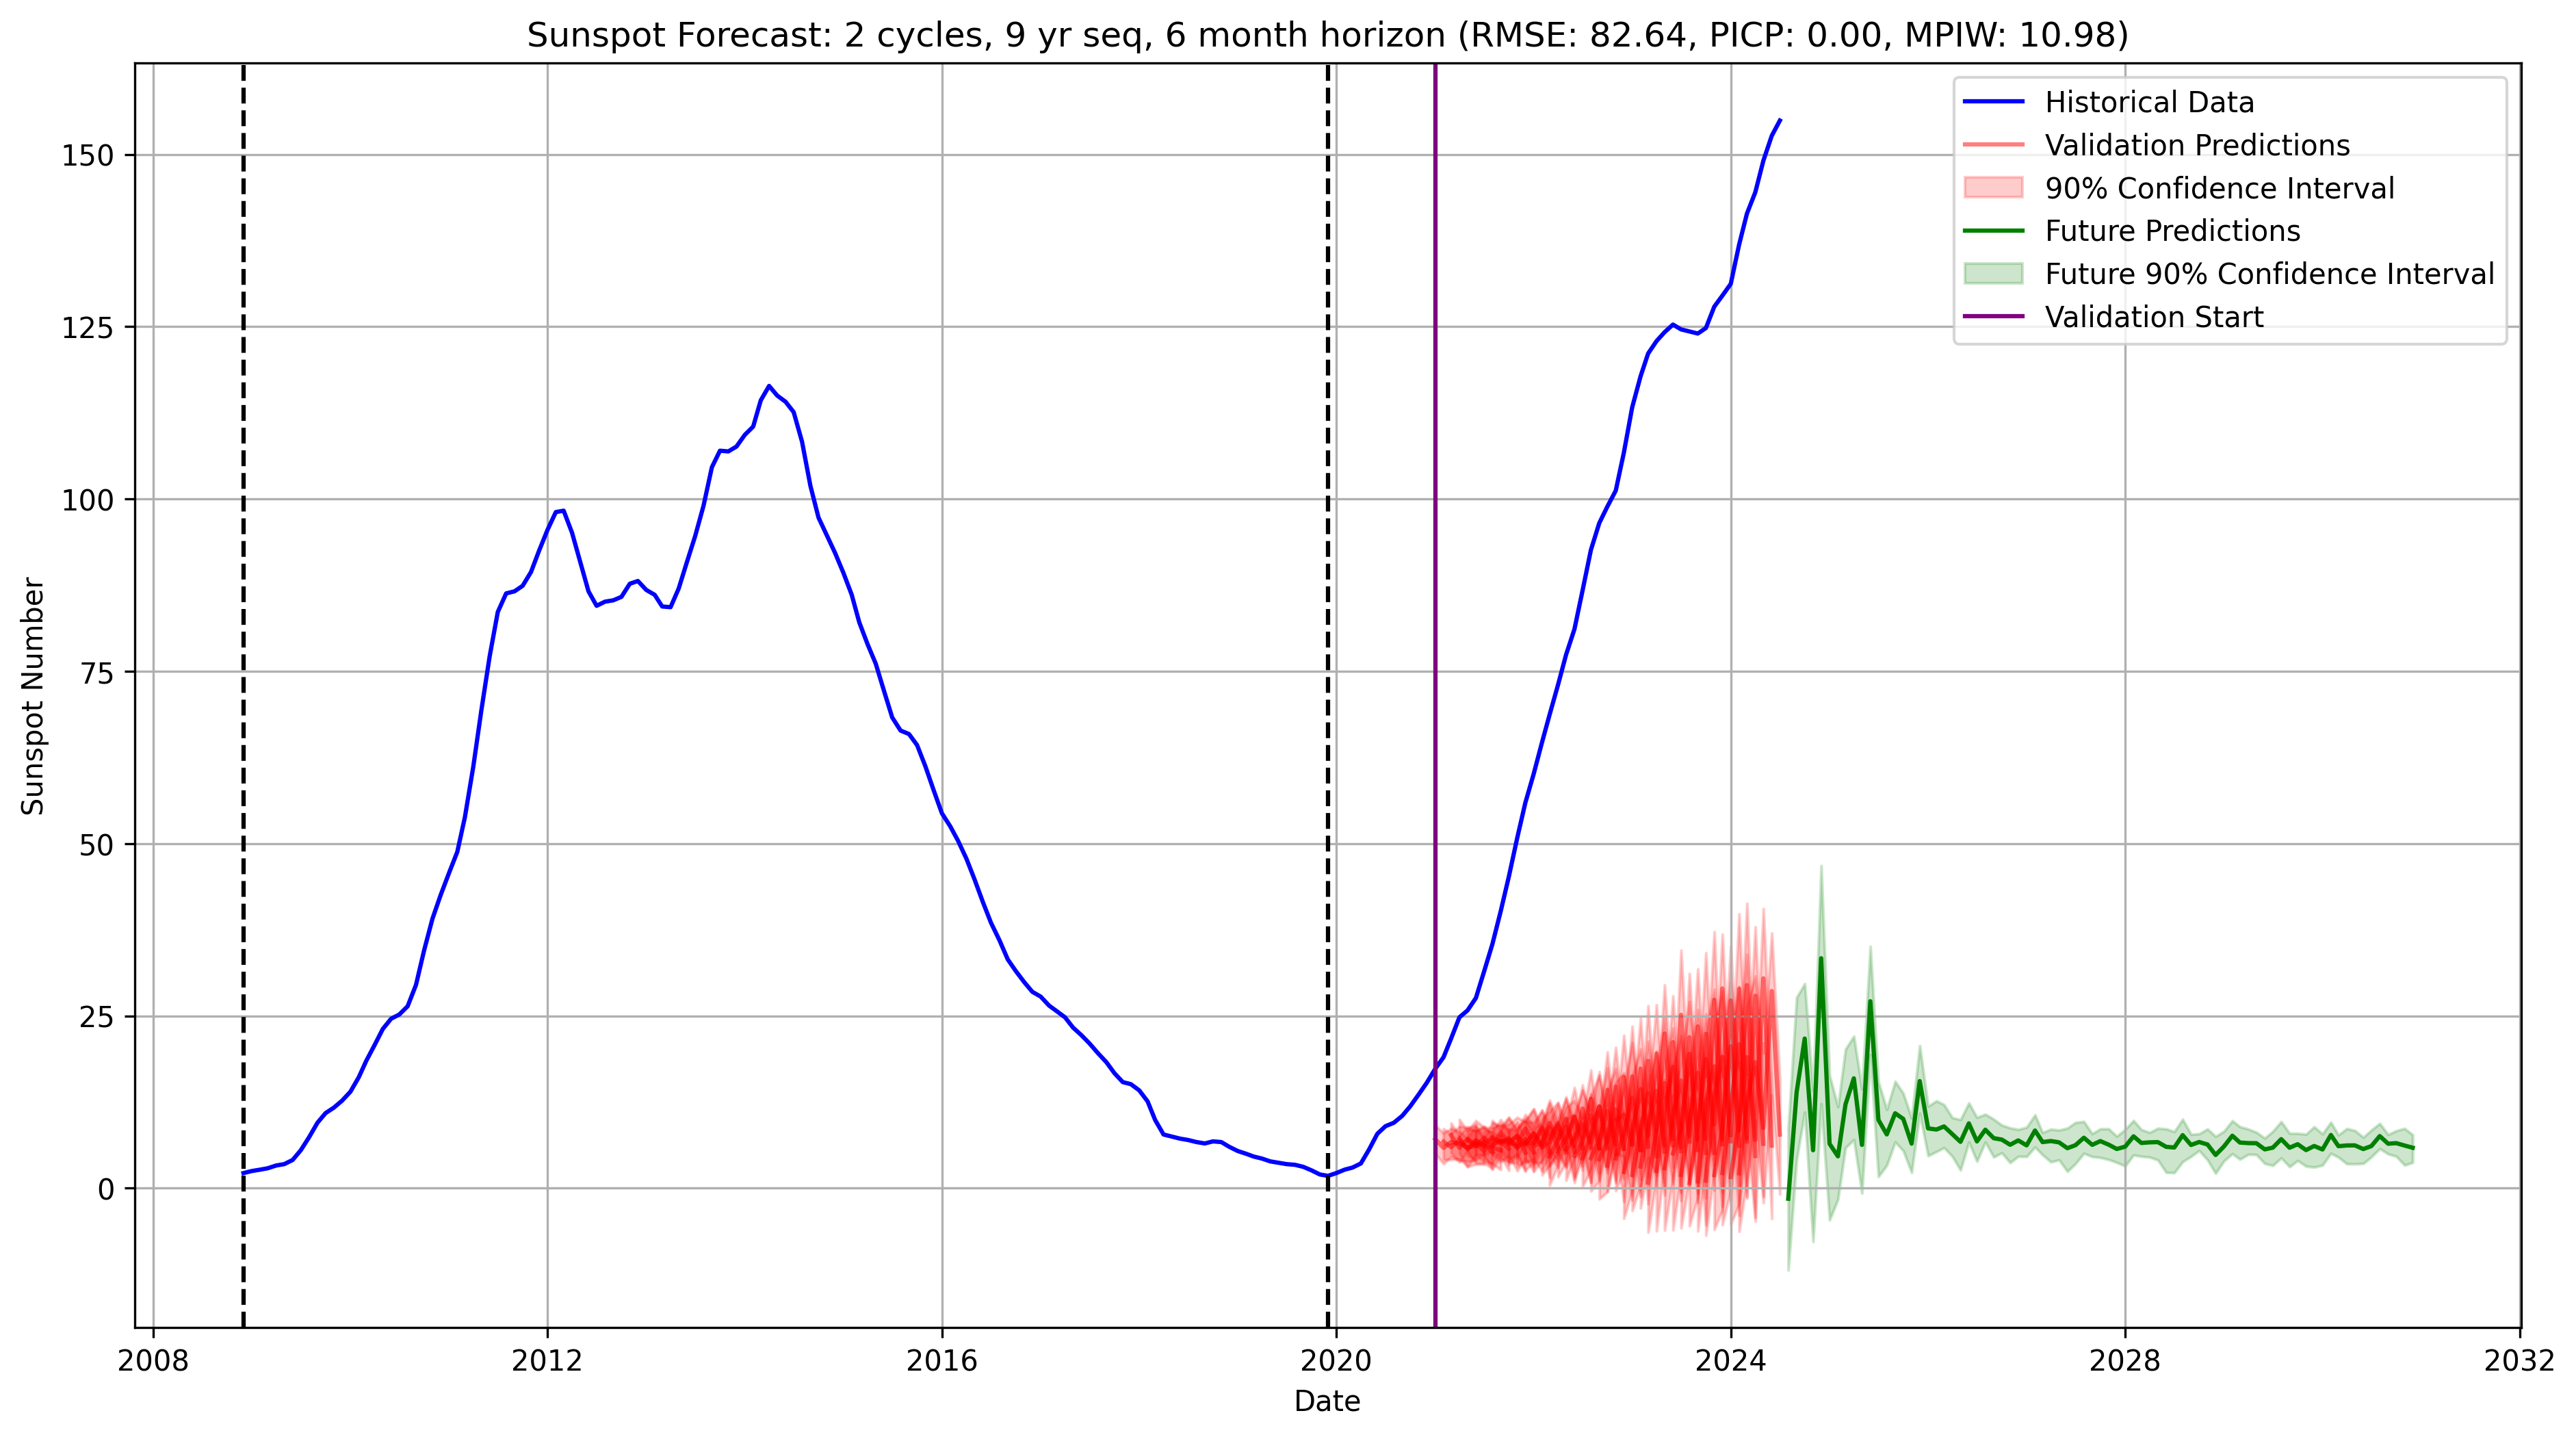 Sunspot Forecast: 2 cycles, 9 yr seq, 6 month horizon (RMSE: 82.64, PICP: 0.00, MPIW: 10.98)
Historical Data
Validation Predictions
90% Confidence Interval
Future Predictions
Future 90% Confidence Interval
Validation Start
150
125
100
75
50
25
0
Sunspot Number
2008
2012
2016
2020
2024
2028
2032
Date